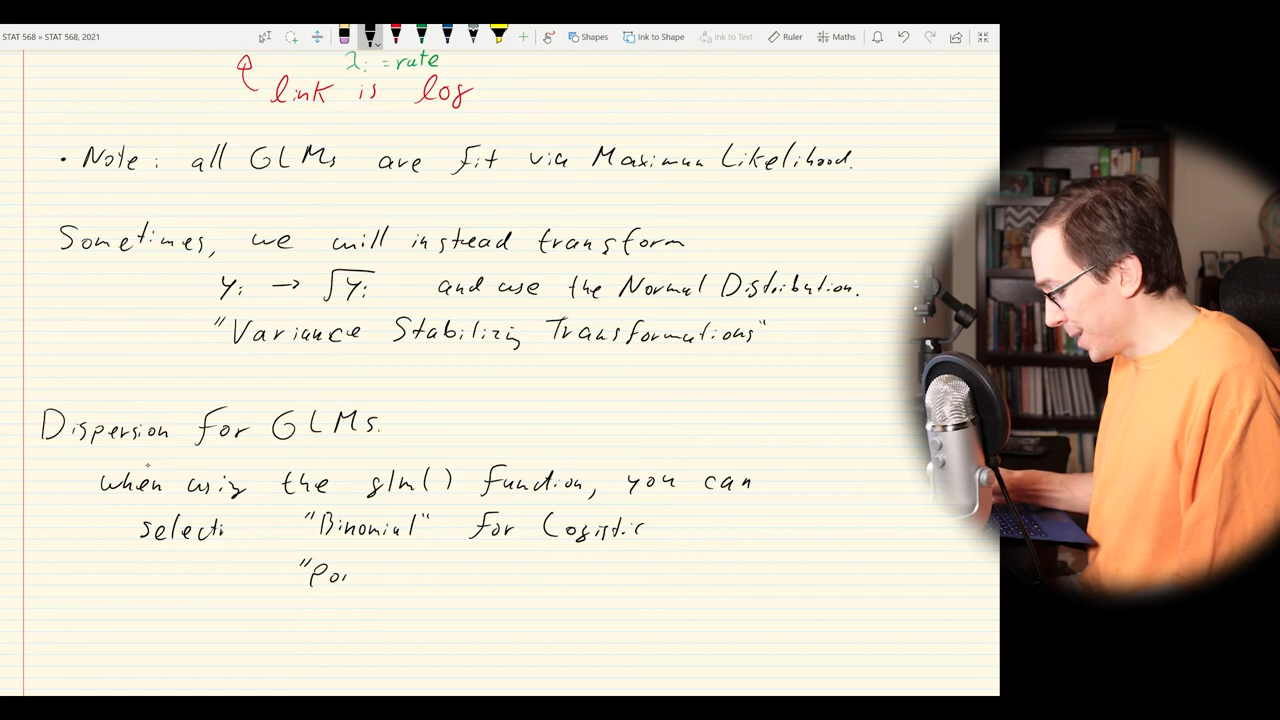 STAT 568 » STAT 568, 2021
Shapes
Ink to Shape
Ink to Text
Ruler
Maths
λi = rate
link is log
• Note: all GLMs are fit via Maximum Likelihood.
Sometimes, we will instead transform
yi → √yi and use the Normal Distribution.
"Variance Stabilizing Transformations"
Dispersion for GLMs.
when using the glm() function, you can
select: "Binomial" for Logistic
"Poi